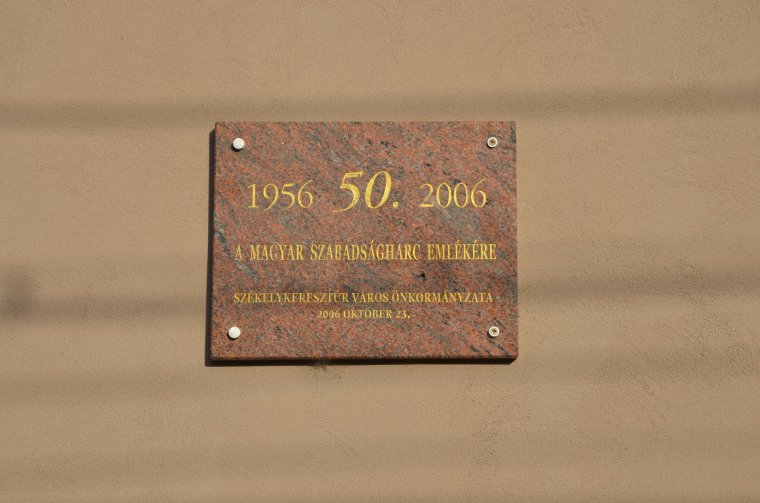 1956 50. 2006
A MAGYAR SZABADSÁGHARC EMLÉKÉRE
SZÉKELYKERESZTÚR VÁROS ÖNKORMÁNYZATA
2006 OKTÓBER 23.